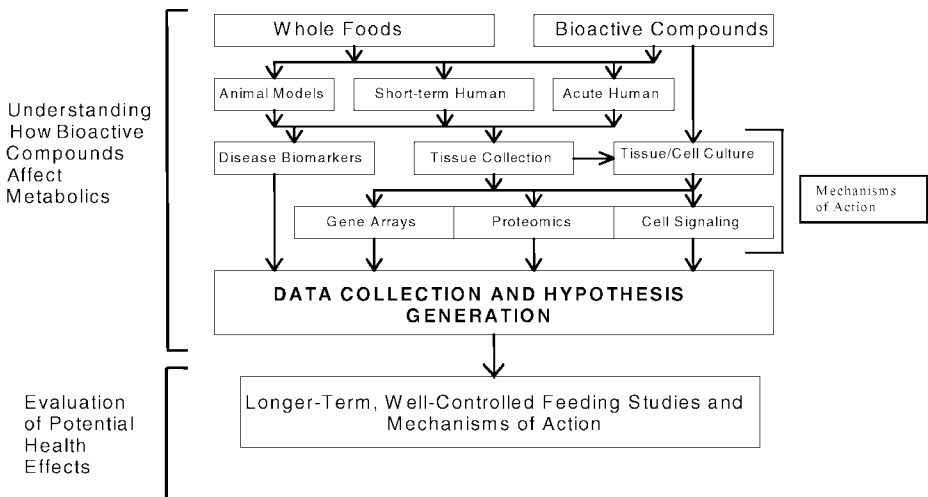 Whole Foods
Bioactive Compounds
Animal Models
Short-term Human
Acute Human
Understanding
How Bioactive
Compounds
Affect
Metabolics
Disease Biomarkers
Tissue Collection
Tissue/Cell Culture
Mechanisms
of Action
Gene Arrays
Proteomics
Cell Signaling
DATA COLLECTION AND HYPOTHESIS
GENERATION
Evaluation
of Potential
Health
Effects
Longer-Term, Well-Controlled Feeding Studies and
Mechanisms of Action